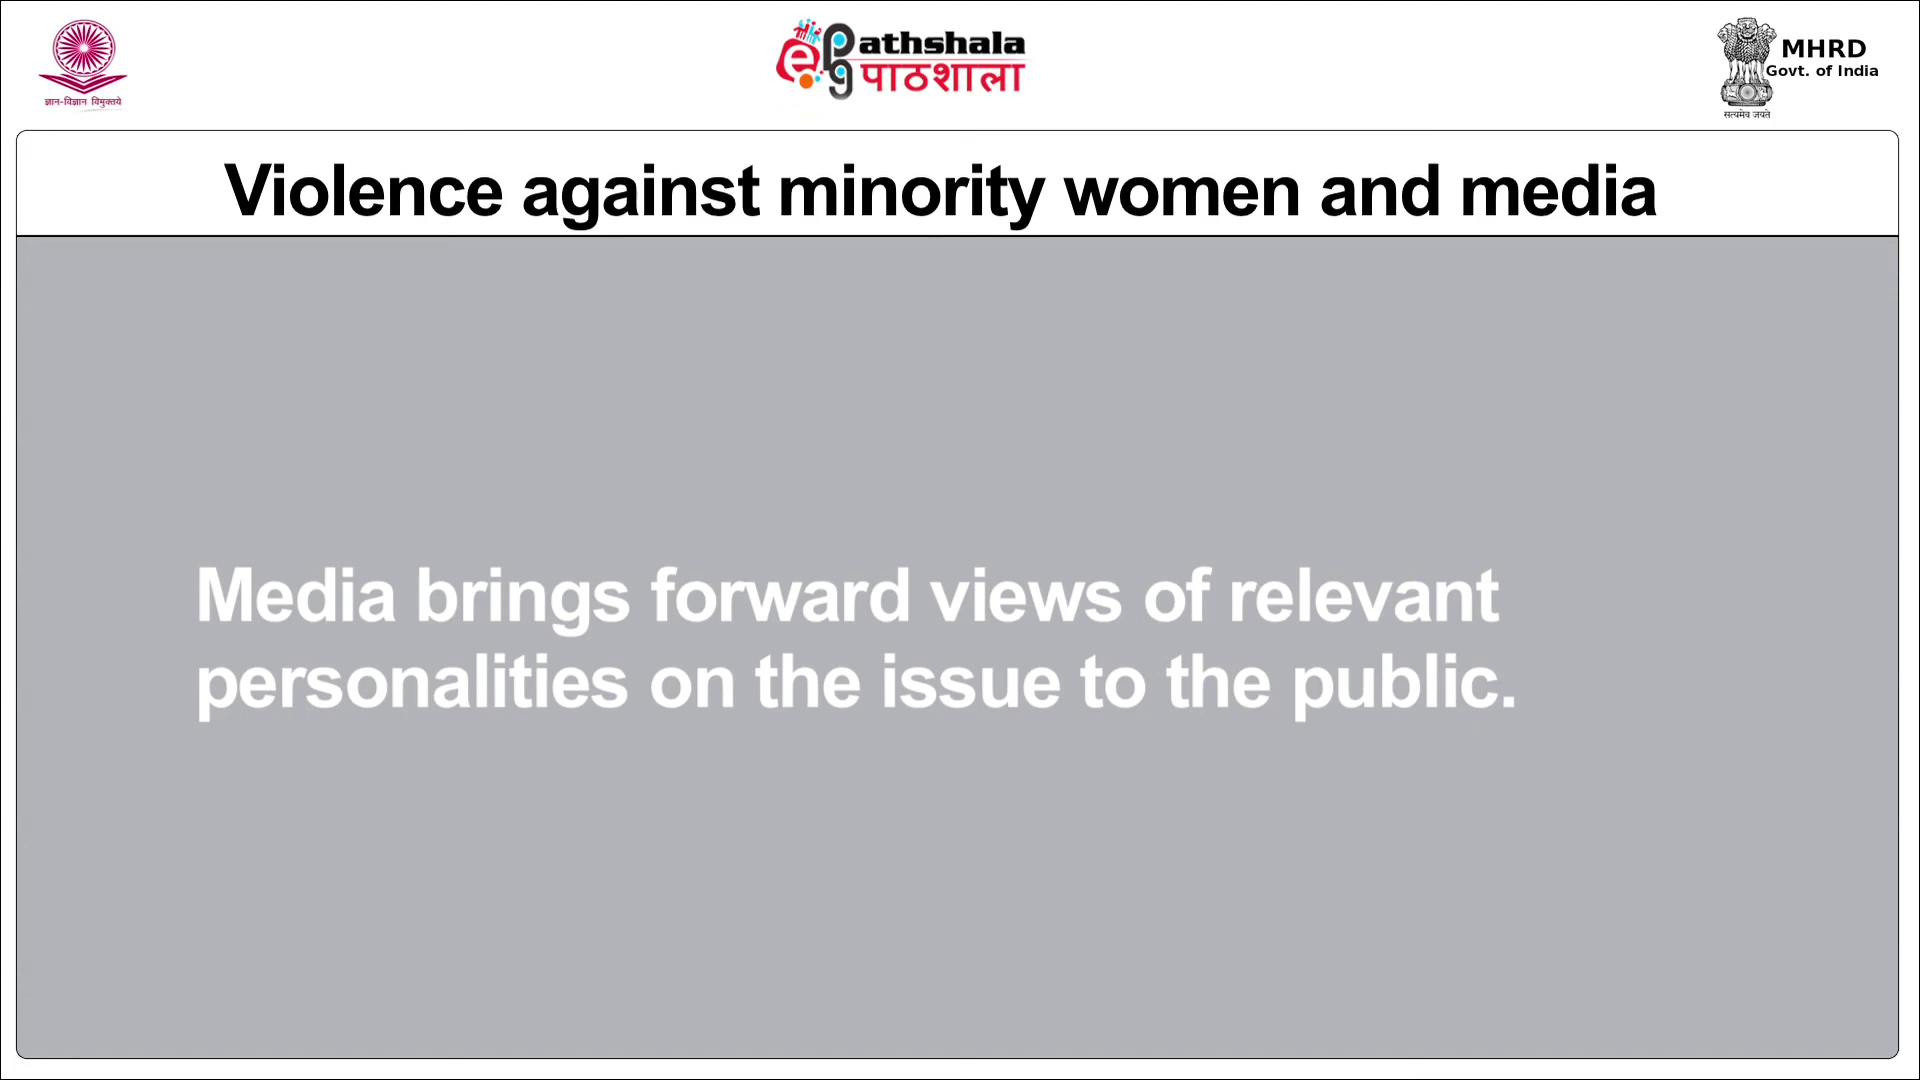 ज्ञान-विज्ञान विमुक्तये
epg athshala
पाठशाला
MHRD
Govt. of India
सत्यमेव जयते
Violence against minority women and media
Media brings forward views of relevant
personalities on the issue to the public.